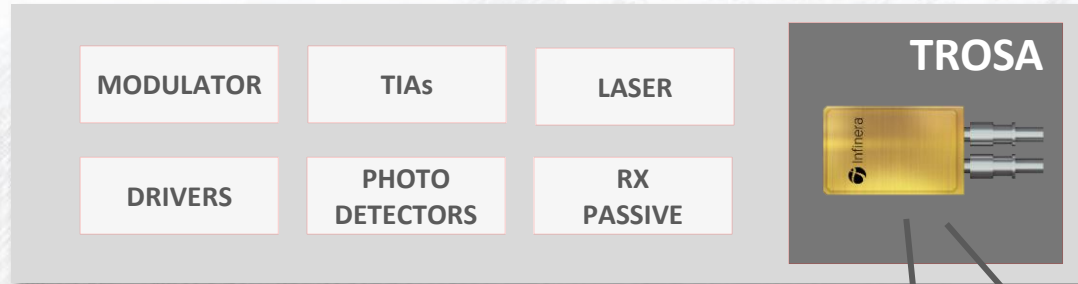 MODULATOR
TIAs
LASER
TROSA
Infinera
DRIVERS
PHOTO
DETECTORS
RX
PASSIVE